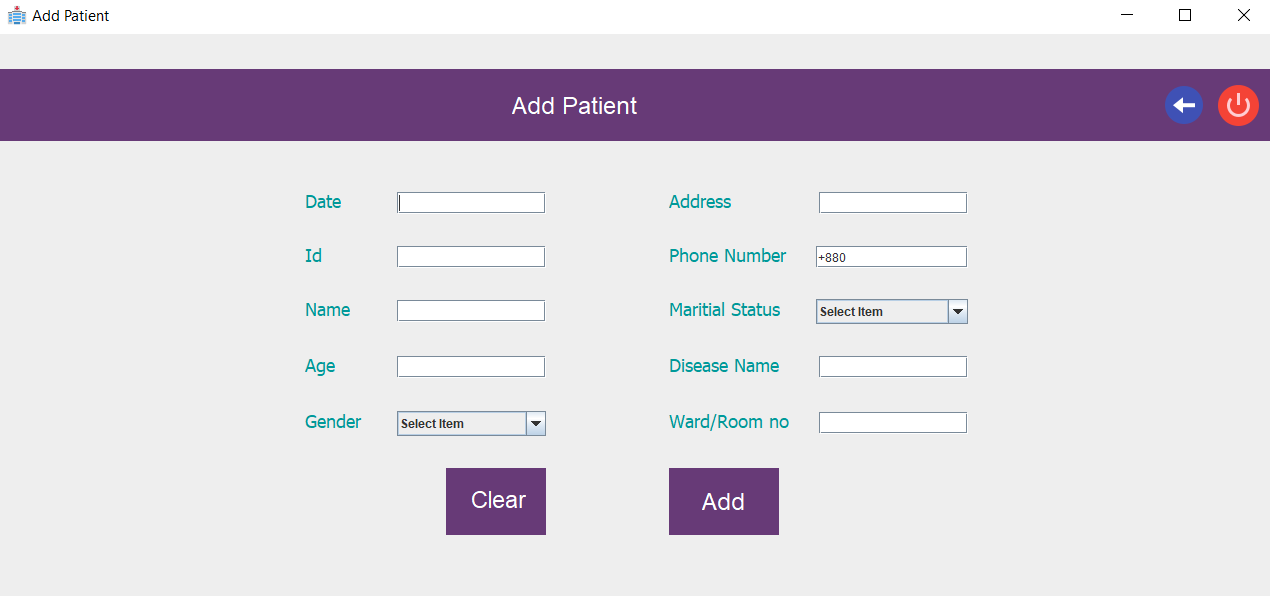 Add Patient
Add Patient
Date
Address
Id
Phone Number +880
Name
Maritial Status Select Item
Age
Disease Name
Gender Select Item
Ward/Room no
Clear
Add